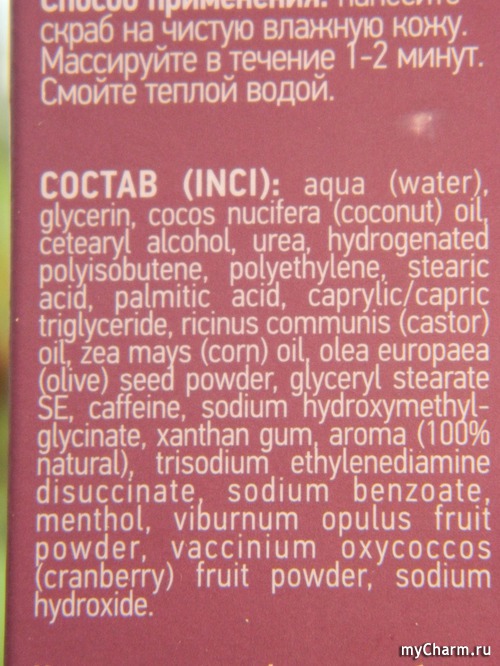 Способ применения: нанесите
скраб на чистую влажную кожу.
Массируйте в течение 1-2 минут.
Смойте теплой водой.
СОСТАВ (INCI): aqua (water),
glycerin, cocos nucifera (coconut) oil,
cetearyl alcohol, urea, hydrogenated
polyisobutene, polyethylene, stearic
acid, palmitic acid, caprylic/capric
triglyceride, ricinus communis (castor)
oil, zea mays (corn) oil, olea europaea
(olive) seed powder, glyceryl stearate
SE, caffeine, sodium hydroxymethyl-
glycinate, xanthan gum, aroma (100%
natural), trisodium ethylenediamine
disuccinate, sodium benzoate,
menthol, viburnum opulus fruit
powder, vaccinium oxycoccos
(cranberry) fruit powder, sodium
hydroxide.
myCharm.ru